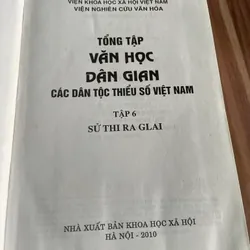 VIỆN KHOA HỌC XÃ HỘI VIỆT NAM
VIỆN NGHIÊN CỨU VĂN HÓA
TỔNG TẬP
VĂN HỌC
DÂN GIAN
CÁC DÂN TỘC THIỂU SỐ VIỆT NAM
TẬP 6
SỬ THI RA GLAI
NHÀ XUẤT BẢN KHOA HỌC XÃ HỘI
HÀ NỘI - 2010